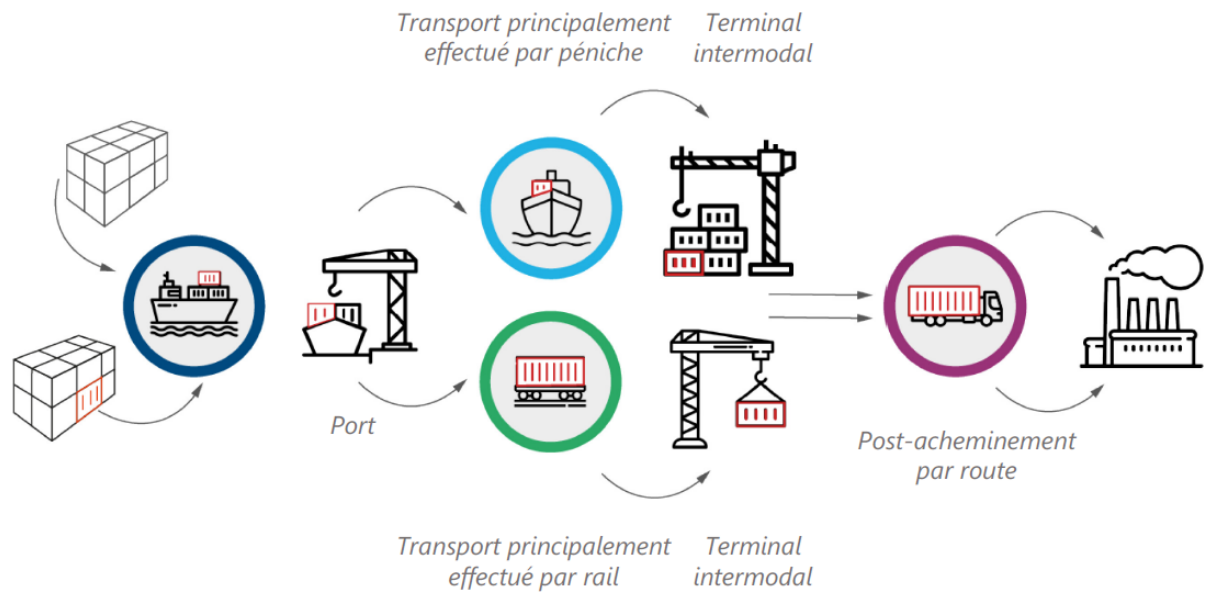 Transport principalement
effectué par péniche
Terminal
intermodal
Port
Post-acheminement
par route
Transport principalement
effectué par rail
Terminal
intermodal